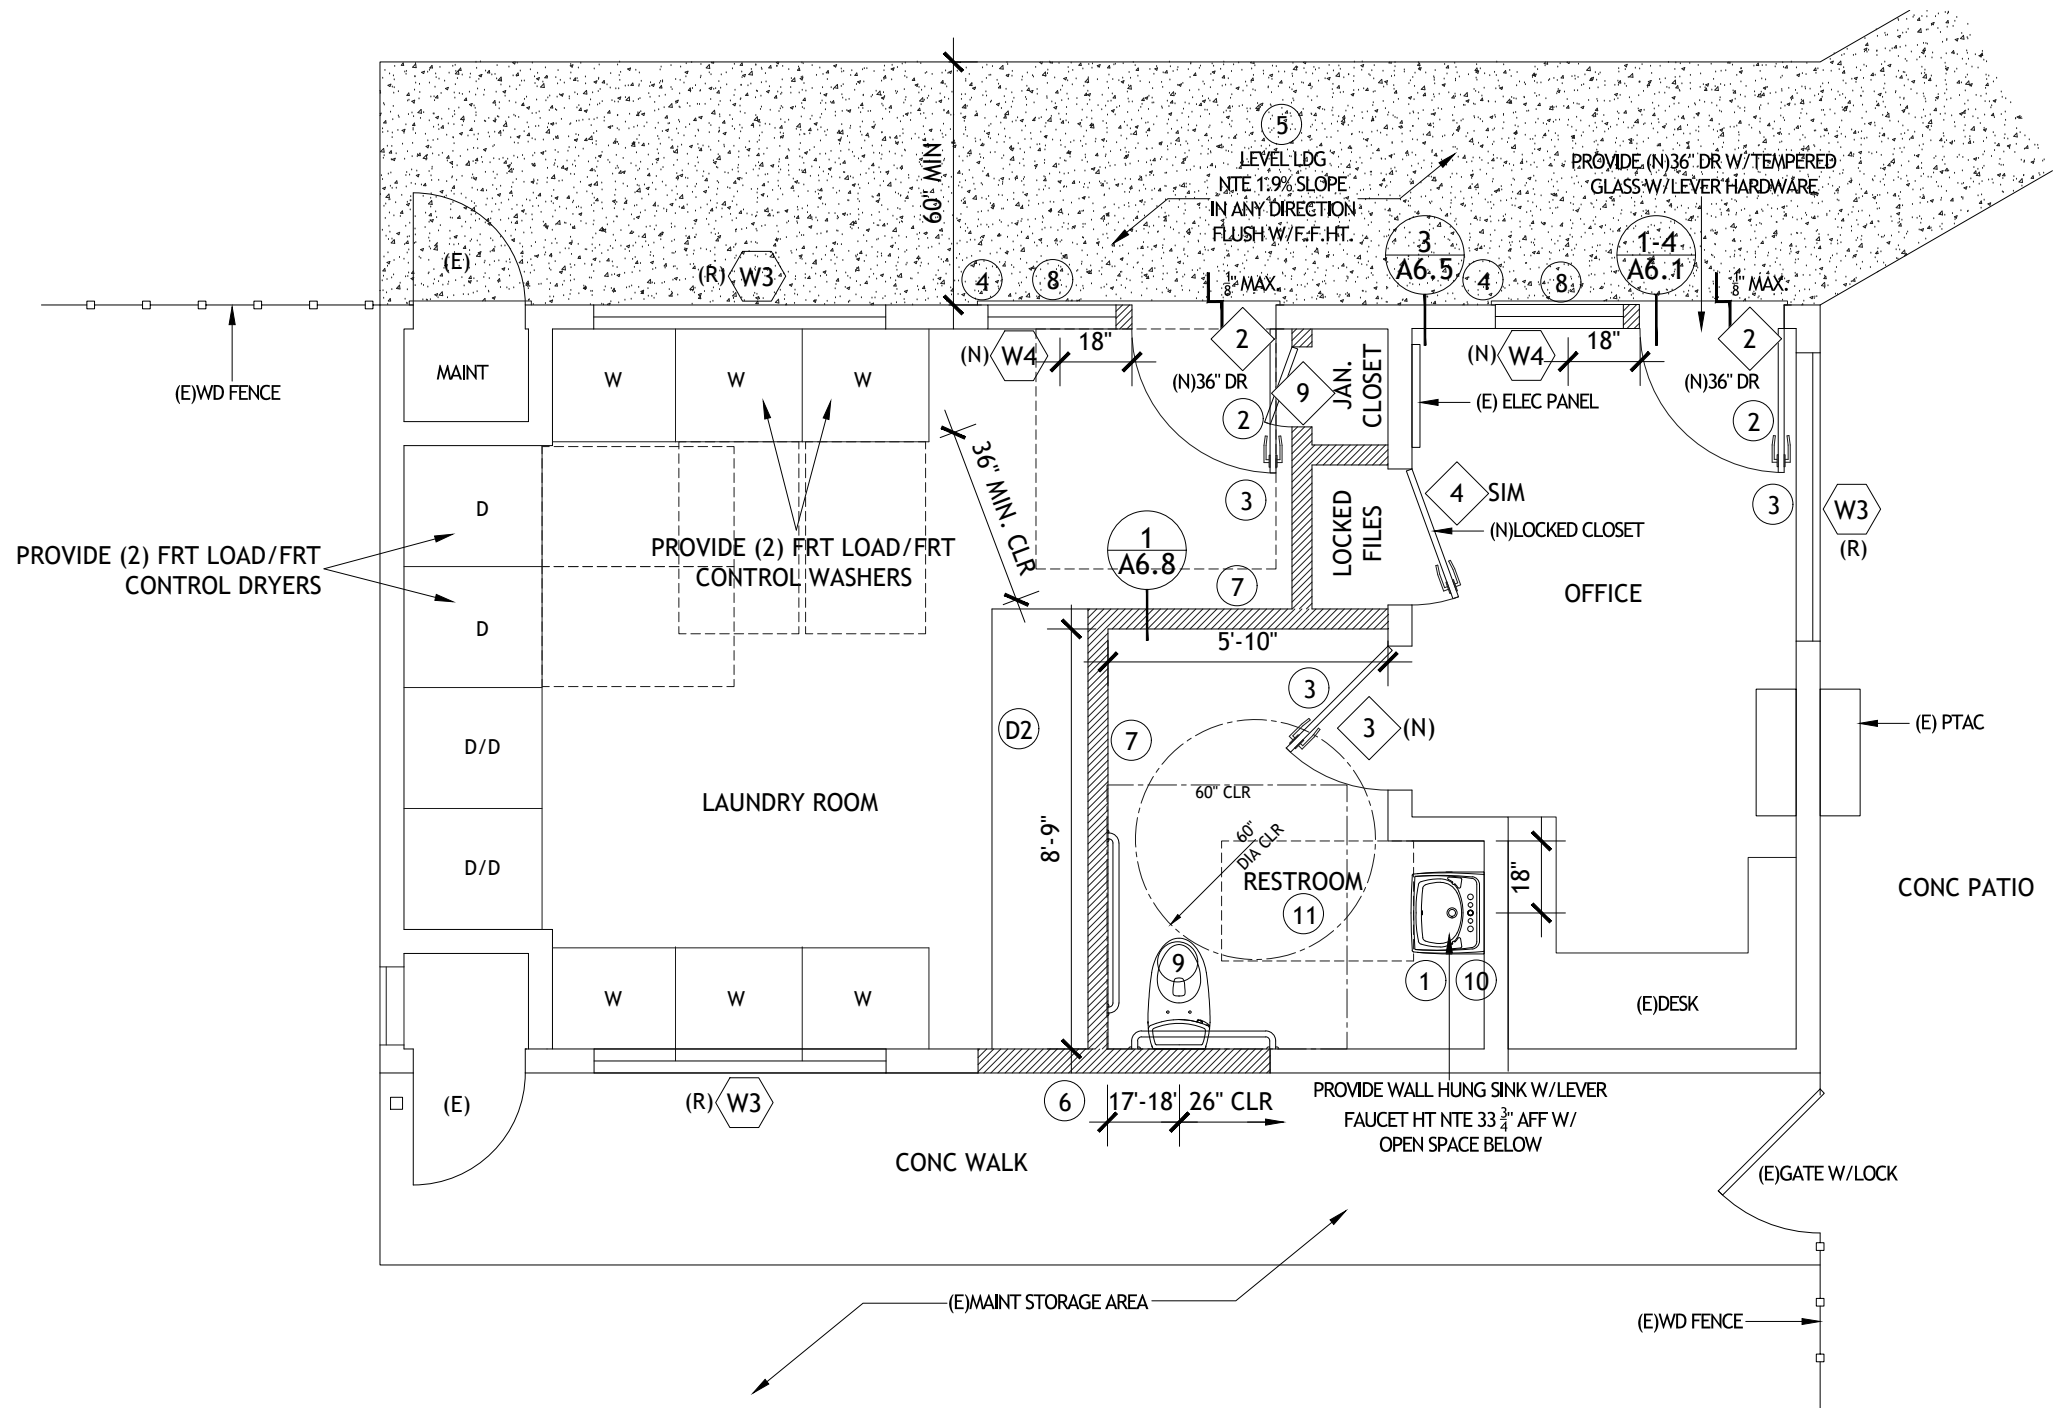 5
LEVEL LDG
NTE 1.9% SLOPE
IN ANY DIRECTION
FLUSH W/F.F HT.
60" MIN
PROVIDE (N)36" DR W/TEMPERED
GLASS W/LEVER HARDWARE
3
A6.5
1-4
A6.1
(E)
(R) W3
4
8
1/8" MAX.
4
8
MAX.
(E)WD FENCE
MAINT
W
W
W
(N) W4
18"
2
(N)36" DR
2
9
JAN.
CLOSET
(E) ELEC PANEL
(N) W4
18"
2
(N)36" DR
2
36" MIN. CLR
3
4 SIM
(N)LOCKED CLOSET
3
W3
(R)
D
PROVIDE (2) FRT LOAD/FRT
CONTROL DRYERS
D
PROVIDE (2) FRT LOAD/FRT
CONTROL WASHERS
1
A6.8
7
LOCKED
FILES
OFFICE
5'-10"
3
3 (N)
7
D2
(E) PTAC
D/D
LAUNDRY ROOM
60" CLR
60"
DIA CLR
8'-9"
D/D
RESTROOM
11
18"
CONC PATIO
9
1
10
W
W
W
(E)DESK
(E)
(R) W3
6
17'-18'
26" CLR
PROVIDE WALL HUNG SINK W/LEVER
FAUCET HT NTE 33 3/4" AFF W/
OPEN SPACE BELOW
CONC WALK
(E)GATE W/LOCK
(E)MAINT STORAGE AREA
(E)WD FENCE